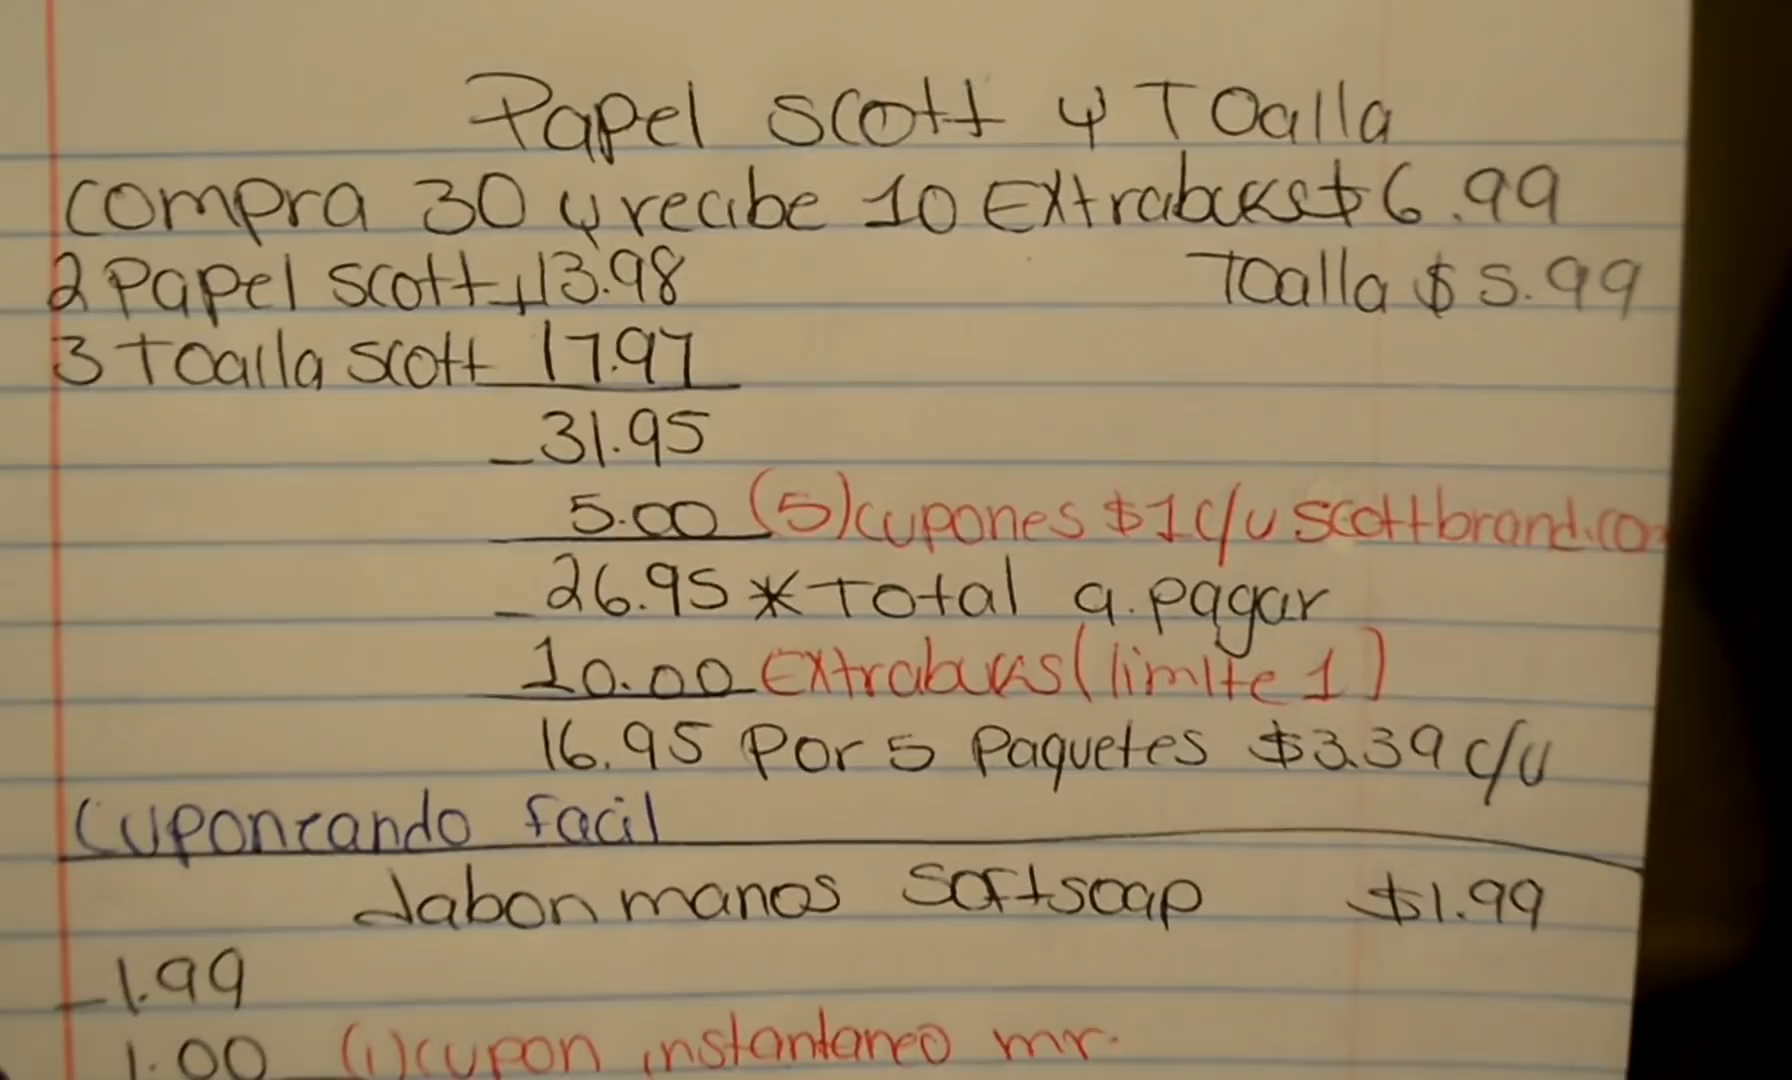 Papel scott y Toalla
compra 30 y recibe 10 Extrabucks $6.99
2 Papel scott + 13.98 Toalla $5.99
3 Toalla scott 17.97
- 31.95
5.00 (5) cupones $1 c/u scottbrand.co
- 26.95 * Total a pagar
10.00 Extrabucks (limite 1)
16.95 Por 5 Paquetes $3.39 c/u
Cuponeando facil
Jabon manos Softsoap $1.99
- 1.99
1.00 (1) cupon instantaneo mr.